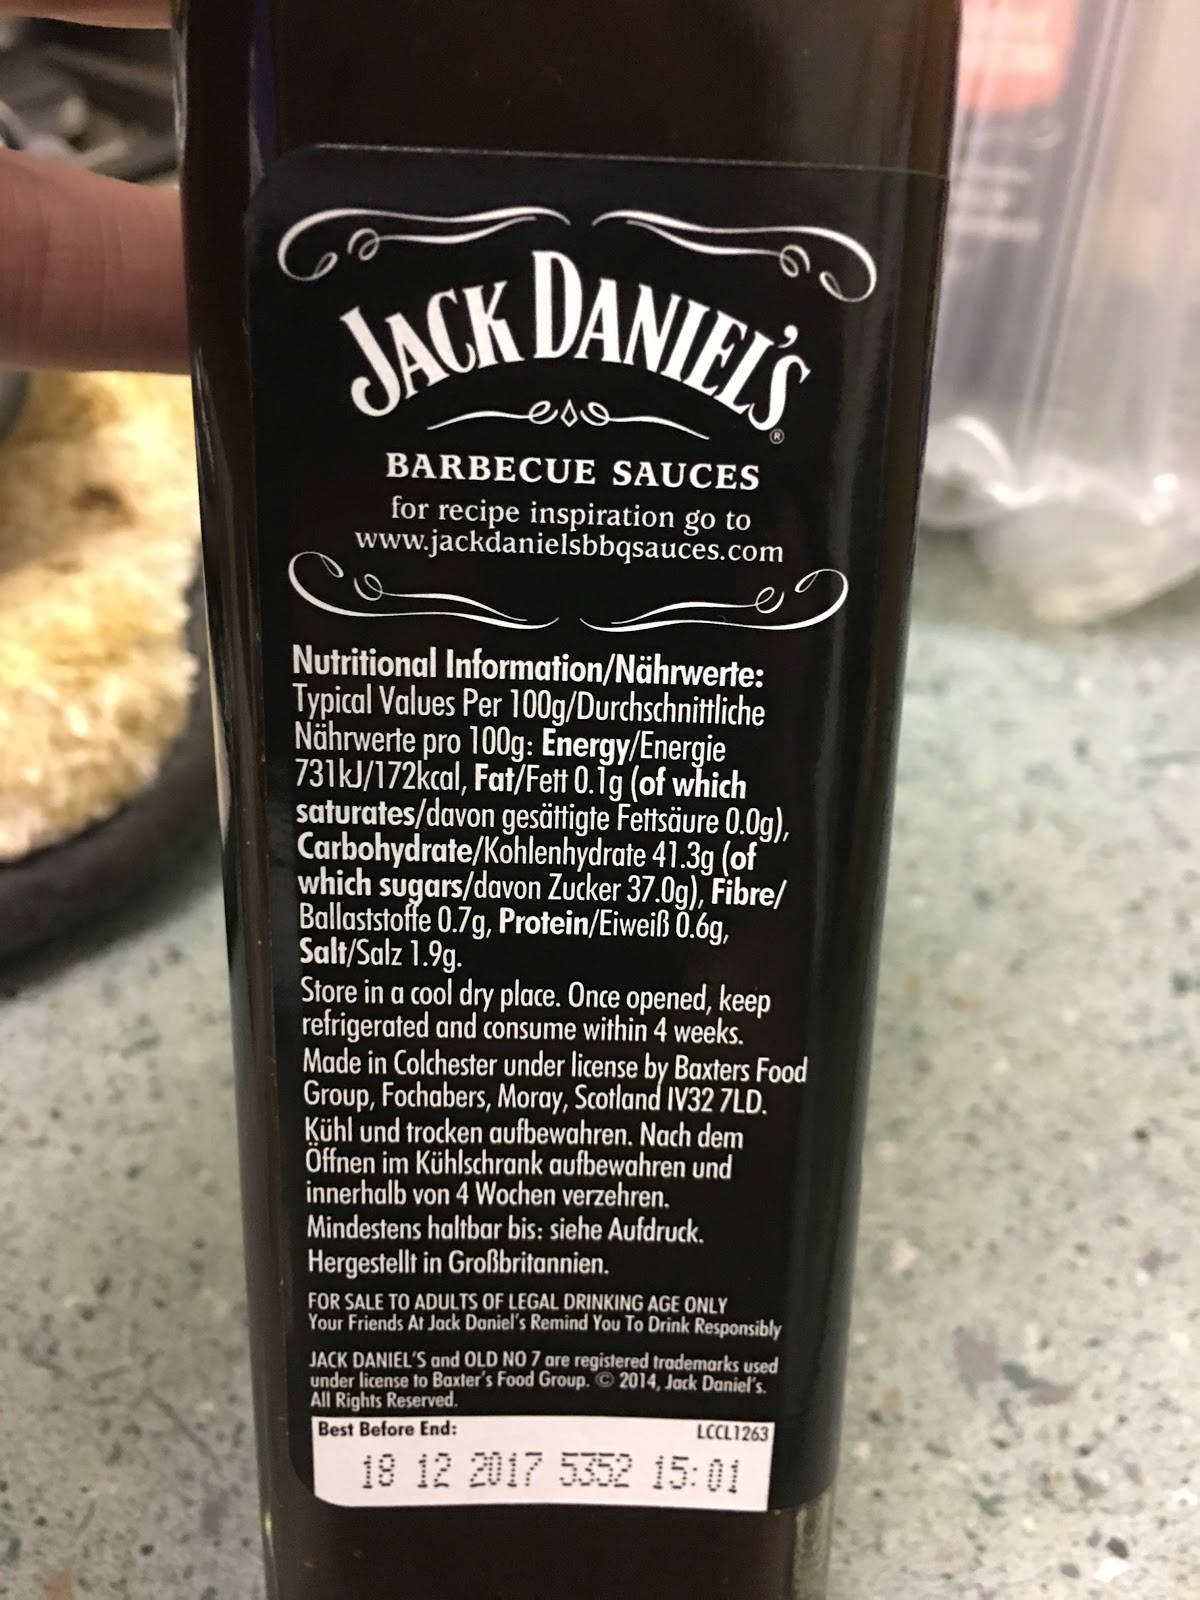 JACK DANIEL'S®
BARBECUE SAUCES
for recipe inspiration go to
www.jackdanielsbbqsauces.com
Nutritional Information/Nährwerte:
Typical Values Per 100g/Durchschnittliche
Nährwerte pro 100g: Energy/Energie
731kJ/172kcal, Fat/Fett 0.1g (of which
saturates/davon gesättigte Fettsäure 0.0g),
Carbohydrate/Kohlenhydrate 41.3g (of
which sugars/davon Zucker 37.0g), Fibre/
Ballaststoffe 0.7g, Protein/Eiweiß 0.6g,
Salt/Salz 1.9g.
Store in a cool dry place. Once opened, keep
refrigerated and consume within 4 weeks.
Made in Colchester under license by Baxters Food
Group, Fochabers, Moray, Scotland IV32 7LD.
Kühl und trocken aufbewahren. Nach dem
Öffnen im Kühlschrank aufbewahren und
innerhalb von 4 Wochen verzehren.
Mindestens haltbar bis: siehe Aufdruck.
Hergestellt in Großbritannien.
FOR SALE TO ADULTS OF LEGAL DRINKING AGE ONLY
Your Friends At Jack Daniel's Remind You To Drink Responsibly
JACK DANIEL'S and OLD NO 7 are registered trademarks used
under license to Baxter's Food Group. © 2014, Jack Daniel's.
All Rights Reserved.
Best Before End: LCCL1263
18 12 2017 5352 15:01